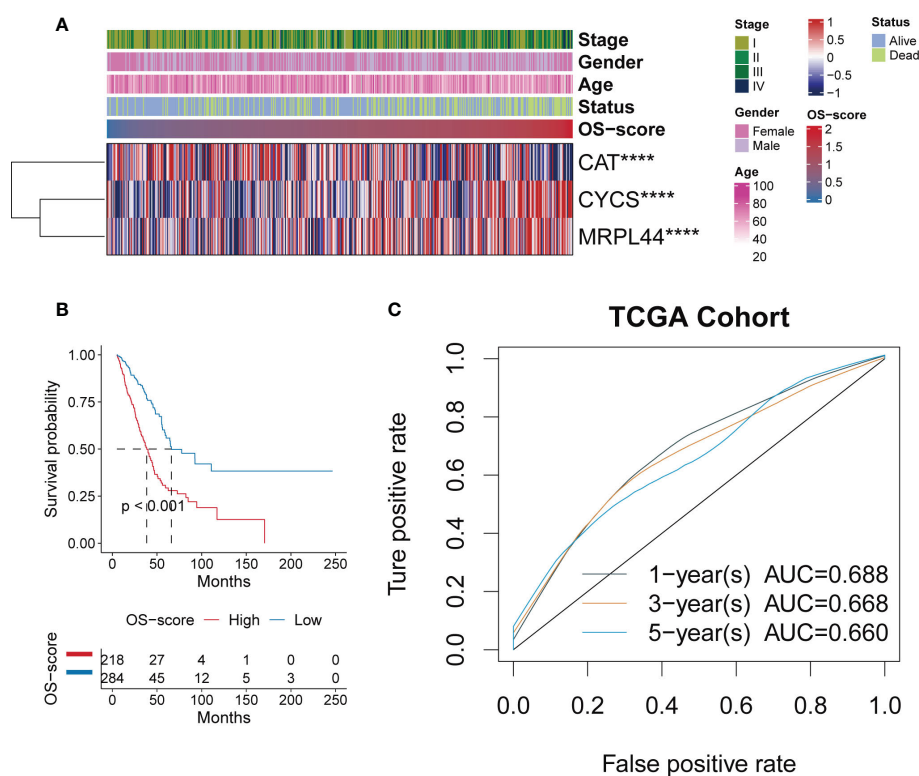 A
Stage
Gender
Age
Status
OS-score
CAT****
CYCS****
MRPL44****
Stage
I
II
III
IV
1
0.5
0
-0.5
-1
Status
Alive
Dead
Gender
Female
Male
OS-score
2
1.5
1
0.5
0
Age
100
80
60
40
20
B
Survival probability
1.00
0.75
0.50
0.25
0.00
p < 0.001
0 50 100 150 200 250
Months
OS-score High Low
OS-score
218 27 4 1 0 0
284 45 12 5 3 0
0 50 100 150 200 250
Months
C
TCGA Cohort
Ture positive rate
1.0
0.8
0.6
0.4
0.2
0.0
1-year(s) AUC=0.688
3-year(s) AUC=0.668
5-year(s) AUC=0.660
0.0 0.2 0.4 0.6 0.8 1.0
False positive rate